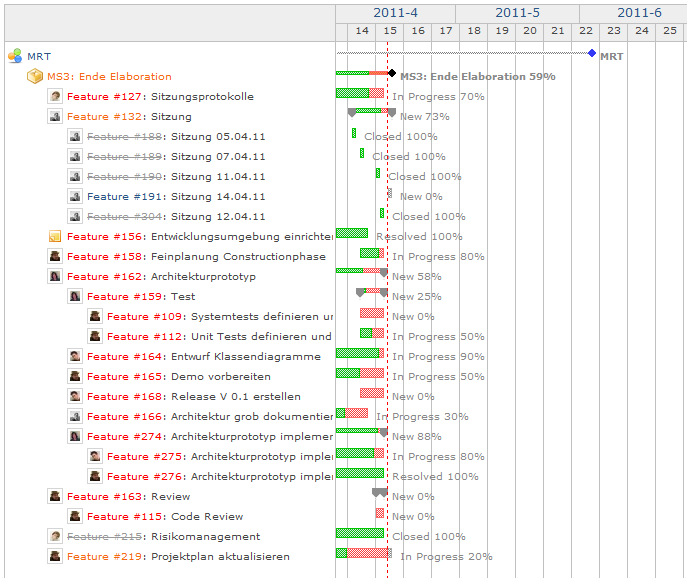 2011-4 2011-5 2011-6
14 15 16 17 18 19 20 21 22 23 24 25
MRT MRT
MS3: Ende Elaboration MS3: Ende Elaboration 59%
Feature #127: Sitzungsprotokolle In Progress 70%
Feature #132: Sitzung New 73%
Feature #188: Sitzung 05.04.11 Closed 100%
Feature #189: Sitzung 07.04.11 Closed 100%
Feature #190: Sitzung 11.04.11 Closed 100%
Feature #191: Sitzung 14.04.11 New 0%
Feature #304: Sitzung 12.04.11 Closed 100%
Feature #156: Entwicklungsumgebung einrichten Resolved 100%
Feature #158: Feinplanung Constructionphase In Progress 80%
Feature #162: Architekturprototyp New 58%
Feature #159: Test New 25%
Feature #109: Systemtests definieren ur New 0%
Feature #112: Unit Tests definieren und In Progress 50%
Feature #164: Entwurf Klassendiagramme In Progress 90%
Feature #165: Demo vorbereiten In Progress 50%
Feature #168: Release V 0.1 erstellen New 0%
Feature #166: Architektur grob dokumentier In Progress 30%
Feature #274: Architekturprototyp implemer New 88%
Feature #275: Architekturprototyp implen In Progress 80%
Feature #276: Architekturprototyp implen Resolved 100%
Feature #163: Review New 0%
Feature #115: Code Review New 0%
Feature #215: Risikomanagement Closed 100%
Feature #219: Projektplan aktualisieren In Progress 20%